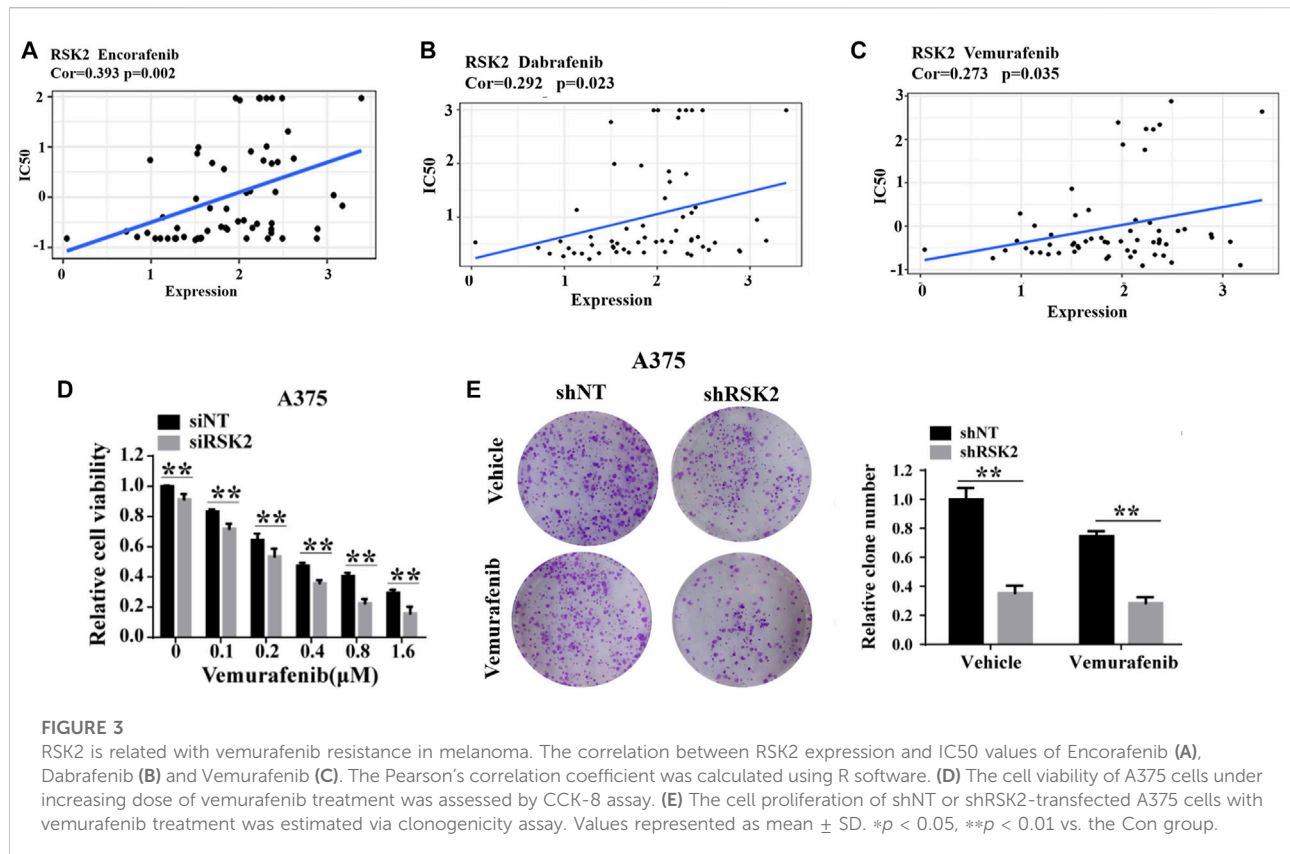 A
RSK2 Encorafenib
Cor=0.393 p=0.002
2
1
0
-1
IC50
0 1 2 3
Expression
B
RSK2 Dabrafenib
Cor=0.292 p=0.023
3
2
1
IC50
0 1 2 3
Expression
C
RSK2 Vemurafenib
Cor=0.273 p=0.035
3
2
1
0
-1
IC50
0 1 2 3
Expression
D
A375
siNT
siRSK2
Relative cell viability
1.2
1.0
0.8
0.6
0.4
0.2
0.0
** ** ** ** ** **
0 0.1 0.2 0.4 0.8 1.6
Vemurafenib(μM)
E
A375
shNT shRSK2
Vehicle
Vemurafenib
shNT
shRSK2
Relative clone number
1.2
1.0
0.8
0.6
0.4
0.2
0.0
** **
Vehicle Vemurafenib
FIGURE 3
RSK2 is related with vemurafenib resistance in melanoma. The correlation between RSK2 expression and IC50 values of Encorafenib (A),
Dabrafenib (B) and Vemurafenib (C). The Pearson's correlation coefficient was calculated using R software. (D) The cell viability of A375 cells under
increasing dose of vemurafenib treatment was assessed by CCK-8 assay. (E) The cell proliferation of shNT or shRSK2-transfected A375 cells with
vemurafenib treatment was estimated via clonogenicity assay. Values represented as mean ± SD. *p < 0.05, **p < 0.01 vs. the Con group.